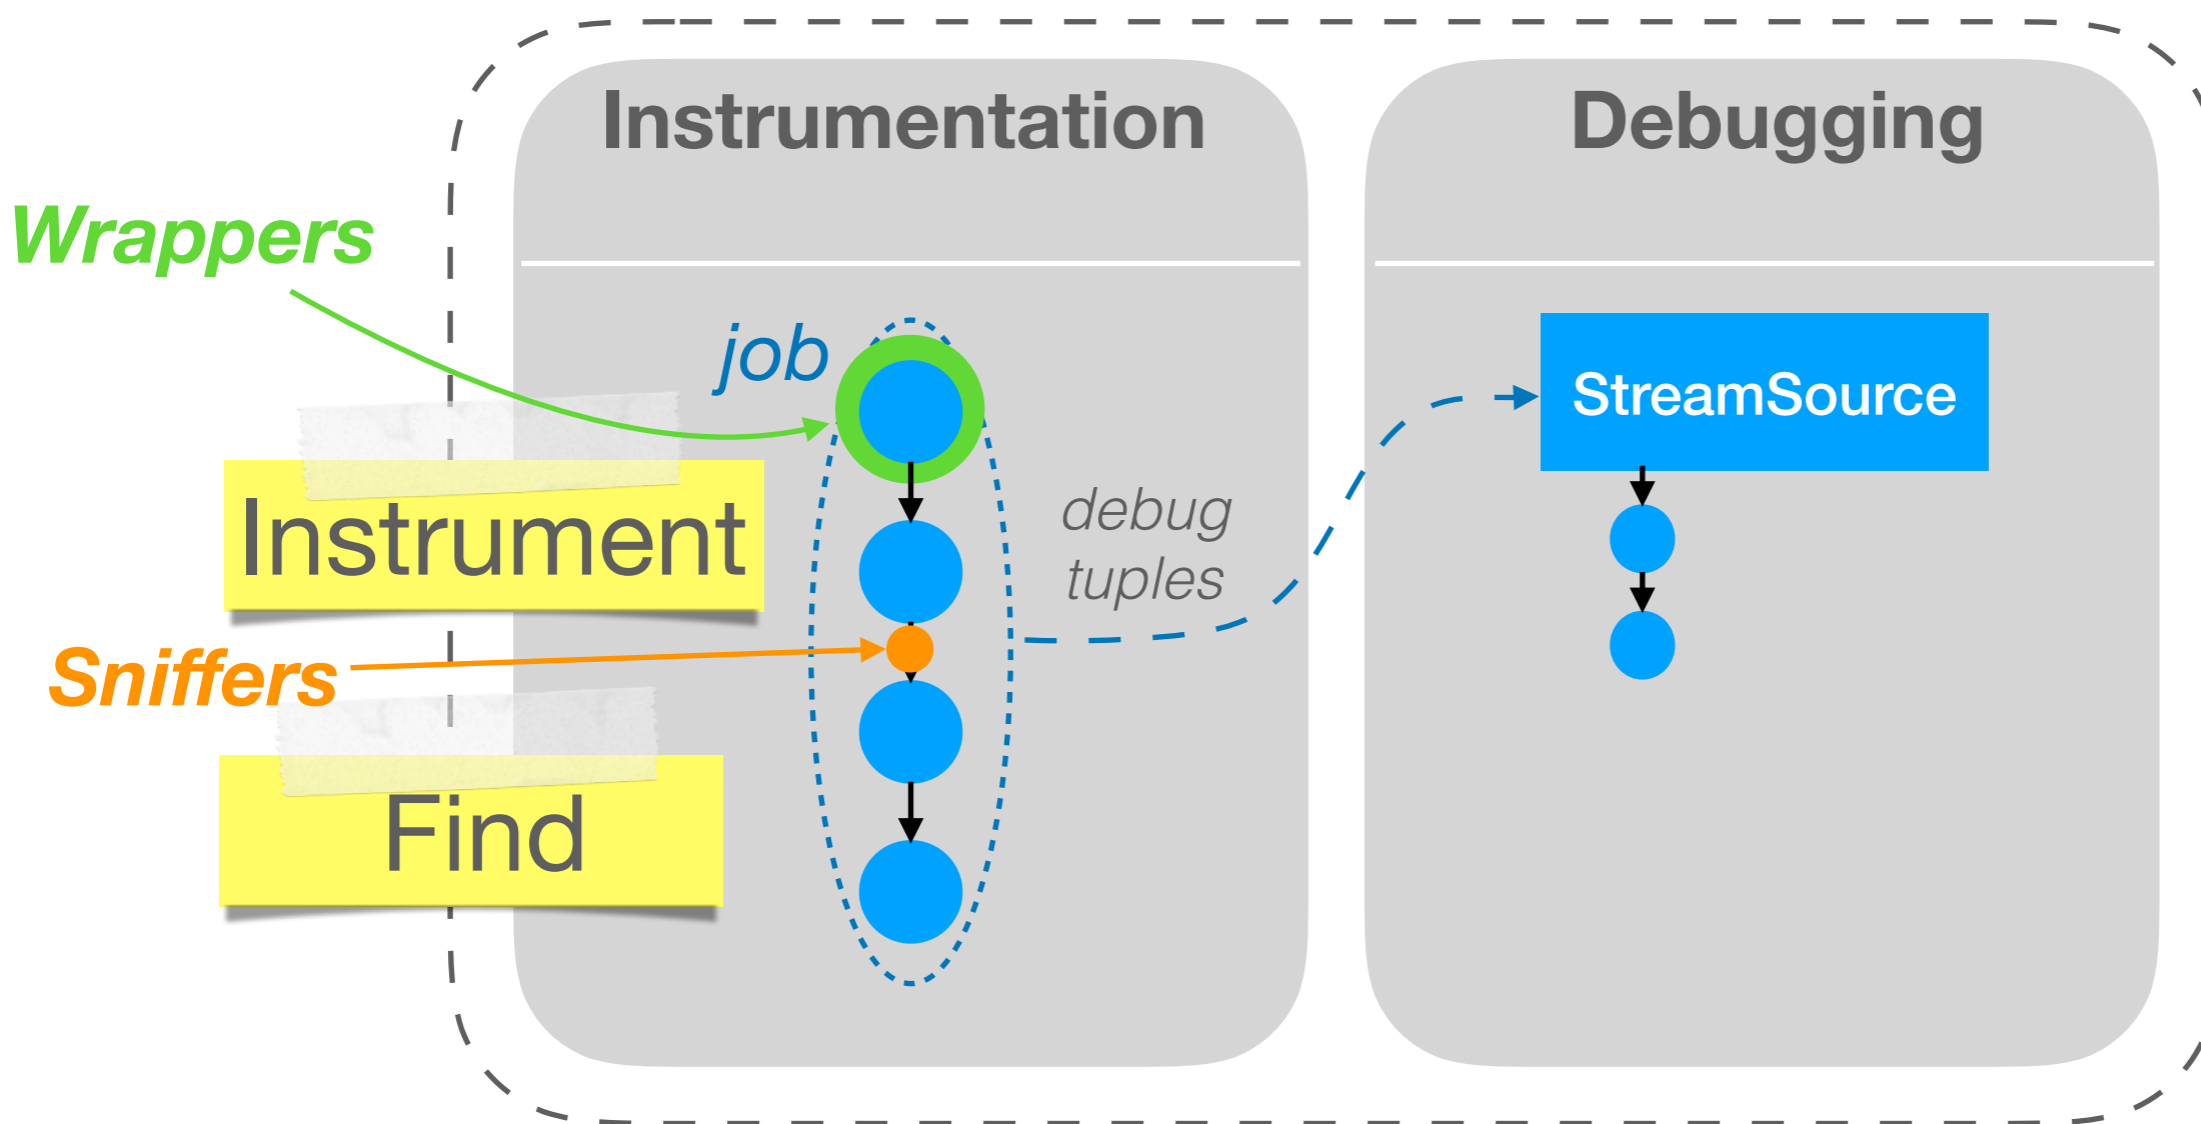 Instrumentation
Debugging
Wrappers
job
StreamSource
Instrument
debug
tuples
Sniffers
Find